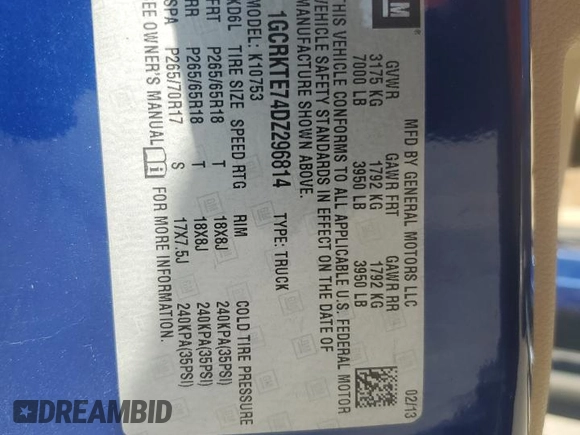 GM
MFD BY GENERAL MOTORS LLC 02/13
GVWR GAWR FRT GAWR RR
3175 KG 1792 KG 1792 KG
7000 LB 3950 LB 3950 LB
THIS VEHICLE CONFORMS TO ALL APPLICABLE U.S. FEDERAL MOTOR
VEHICLE SAFETY STANDARDS IN EFFECT ON THE DATE OF
MANUFACTURE SHOWN ABOVE.
1GCRKTE74DZ296814 TYPE: TRUCK
MODEL: K10753
XD6L TIRE SIZE SPEED RTG RIM COLD TIRE PRESSURE
FRT P265/65R18 T 18X8J 240KPA(35PSI)
RR P265/65R18 T 18X8J 240KPA(35PSI)
SPA P265/70R17 S 17X7.5J 240KPA(35PSI)
SEE OWNER'S MANUAL FOR MORE INFORMATION.
DREAMBID